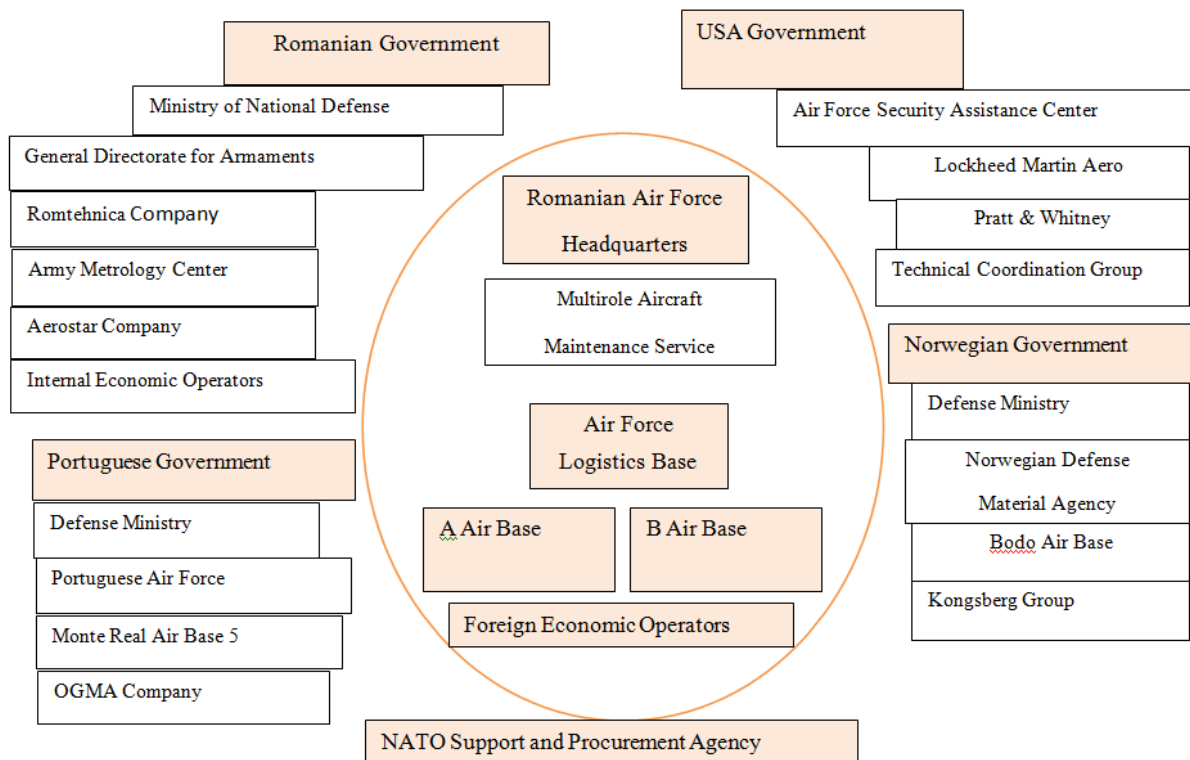 Romanian Government
Ministry of National Defense
General Directorate for Armaments
Romtehnica Company
Army Metrology Center
Aerostar Company
Internal Economic Operators
Portuguese Government
Defense Ministry
Portuguese Air Force
Monte Real Air Base 5
OGMA Company
Romanian Air Force
Headquarters
Multirole Aircraft
Maintenance Service
Air Force
Logistics Base
A Air Base
B Air Base
Foreign Economic Operators
NATO Support and Procurement Agency
USA Government
Air Force Security Assistance Center
Lockheed Martin Aero
Pratt & Whitney
Technical Coordination Group
Norwegian Government
Defense Ministry
Norwegian Defense
Material Agency
Bodo Air Base
Kongsberg Group